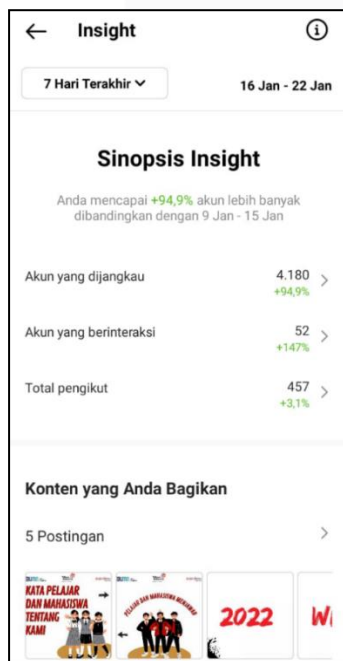 Insight
7 Hari Terakhir
16 Jan - 22 Jan
Sinopsis Insight
Anda mencapai +94,9% akun lebih banyak
dibandingkan dengan 9 Jan - 15 Jan
Akun yang dijangkau
4.180
+94,9%
Akun yang berinteraksi
52
+147%
Total pengikut
457
+3,1%
Konten yang Anda Bagikan
5 Postingan
KATA PELAJAR
DAN MAHASISWA
TENTANG
KAMI
PELAJAR DAN MAHASISWA MENJAWAB
2022